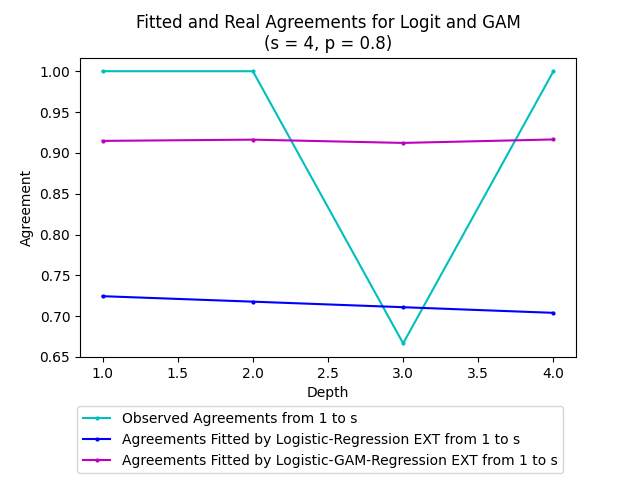 Fitted and Real Agreements for Logit and GAM
(s = 4, p = 0.8)
1.00
0.95
0.90
0.85
0.80
0.75
0.70
0.65
Agreement
1.0 1.5 2.0 2.5 3.0 3.5 4.0
Depth
Observed Agreements from 1 to s
Agreements Fitted by Logistic-Regression EXT from 1 to s
Agreements Fitted by Logistic-GAM-Regression EXT from 1 to s